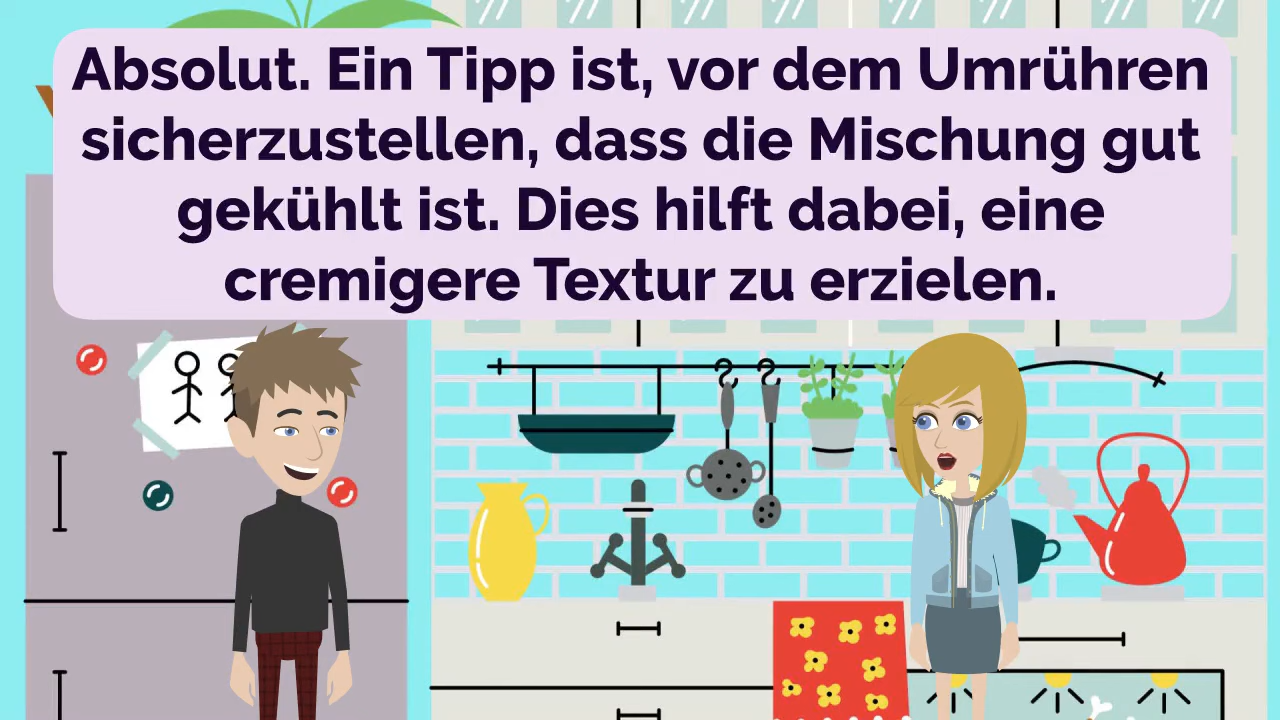 Absolut. Ein Tipp ist, vor dem Umrühren
sicherzustellen, dass die Mischung gut
gekühlt ist. Dies hilft dabei, eine
cremigere Textur zu erzielen.